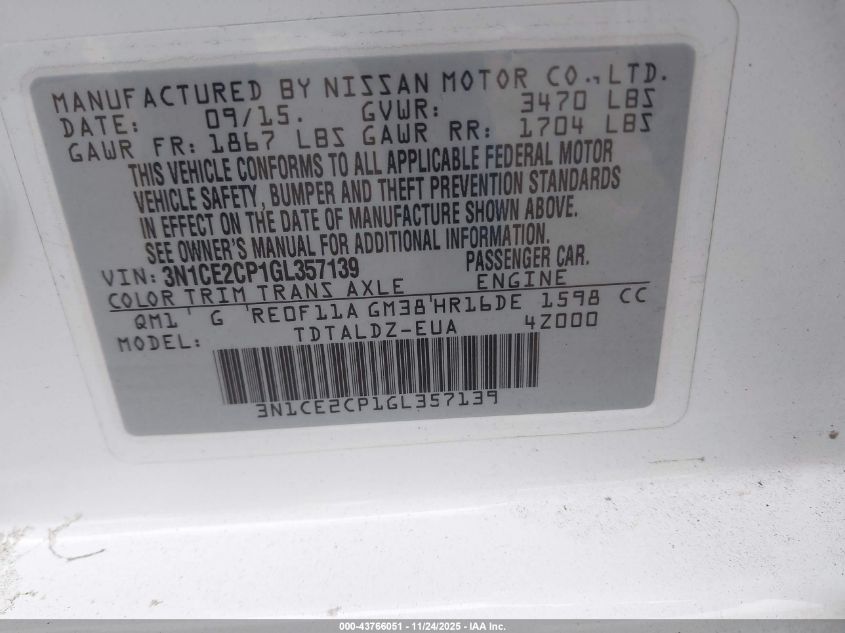 MANUFACTURED BY NISSAN MOTOR CO., LTD.
DATE: 09/15. GVWR: 3470 LBS
GAWR FR: 1867 LBS GAWR RR: 1704 LBS
THIS VEHICLE CONFORMS TO ALL APPLICABLE FEDERAL MOTOR
VEHICLE SAFETY, BUMPER AND THEFT PREVENTION STANDARDS
IN EFFECT ON THE DATE OF MANUFACTURE SHOWN ABOVE.
SEE OWNER'S MANUAL FOR ADDITIONAL INFORMATION.
VIN: 3N1CE2CP1GL357139 PASSENGER CAR.
COLOR TRIM TRANS AXLE ENGINE
QM1 G RE0F11A GM38 HR16DE 1598 CC
MODEL: TDTALDZ-EUA 4Z000
3N1CE2CP1GL357139
000-43766051 - 11/24/2025 - IAA Inc.